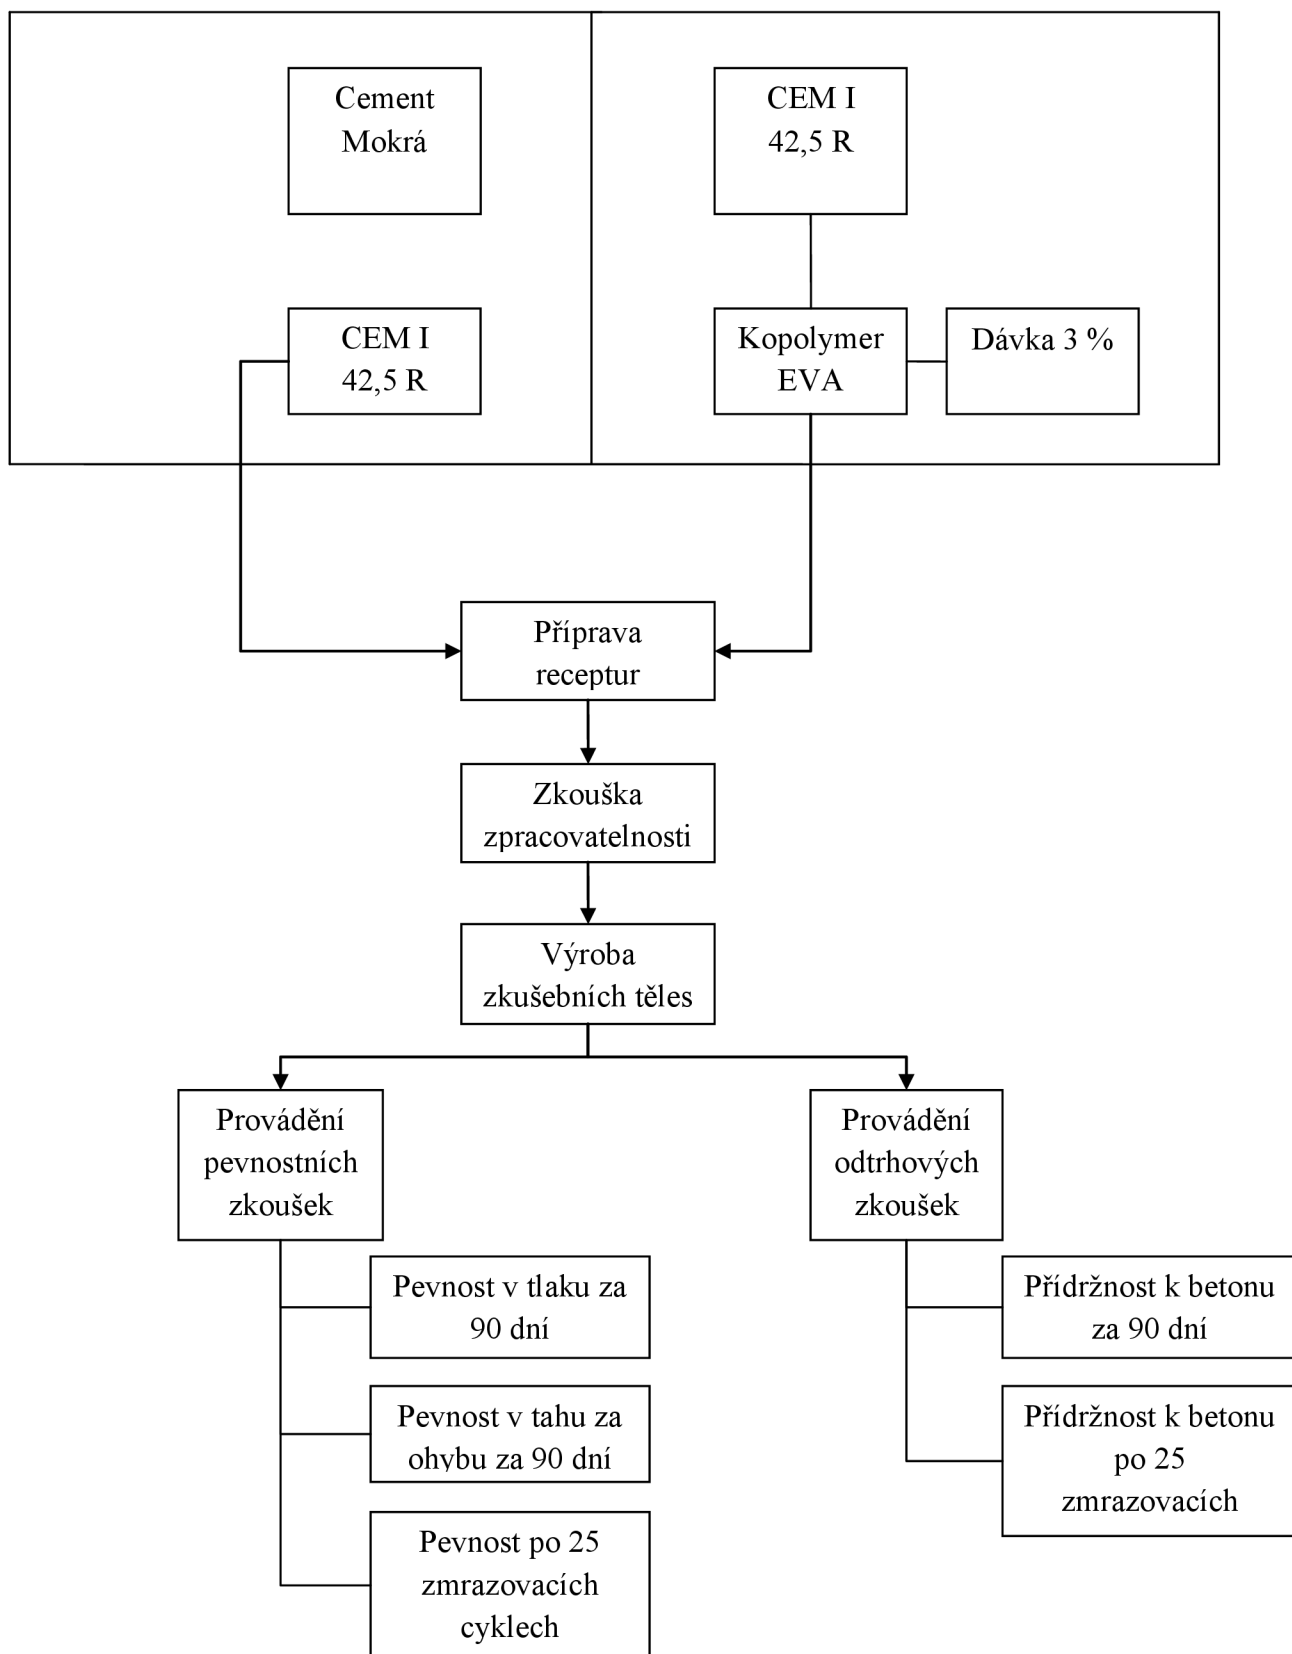 Cement
Mokrá
CEM I
42,5 R
CEM I
42,5 R
Kopolymer
EVA
Dávka 3 %
Příprava
receptur
Zkouška
zpracovatelnosti
Výroba
zkušebních těles
Provádění
pevnostních
zkoušek
Provádění
odtrhových
zkoušek
Pevnost v tlaku za
90 dní
Přídržnost k betonu
za 90 dní
Pevnost v tahu za
ohybu za 90 dní
Přídržnost k betonu
po 25
zmrazovacích
Pevnost po 25
zmrazovacích
cyklech